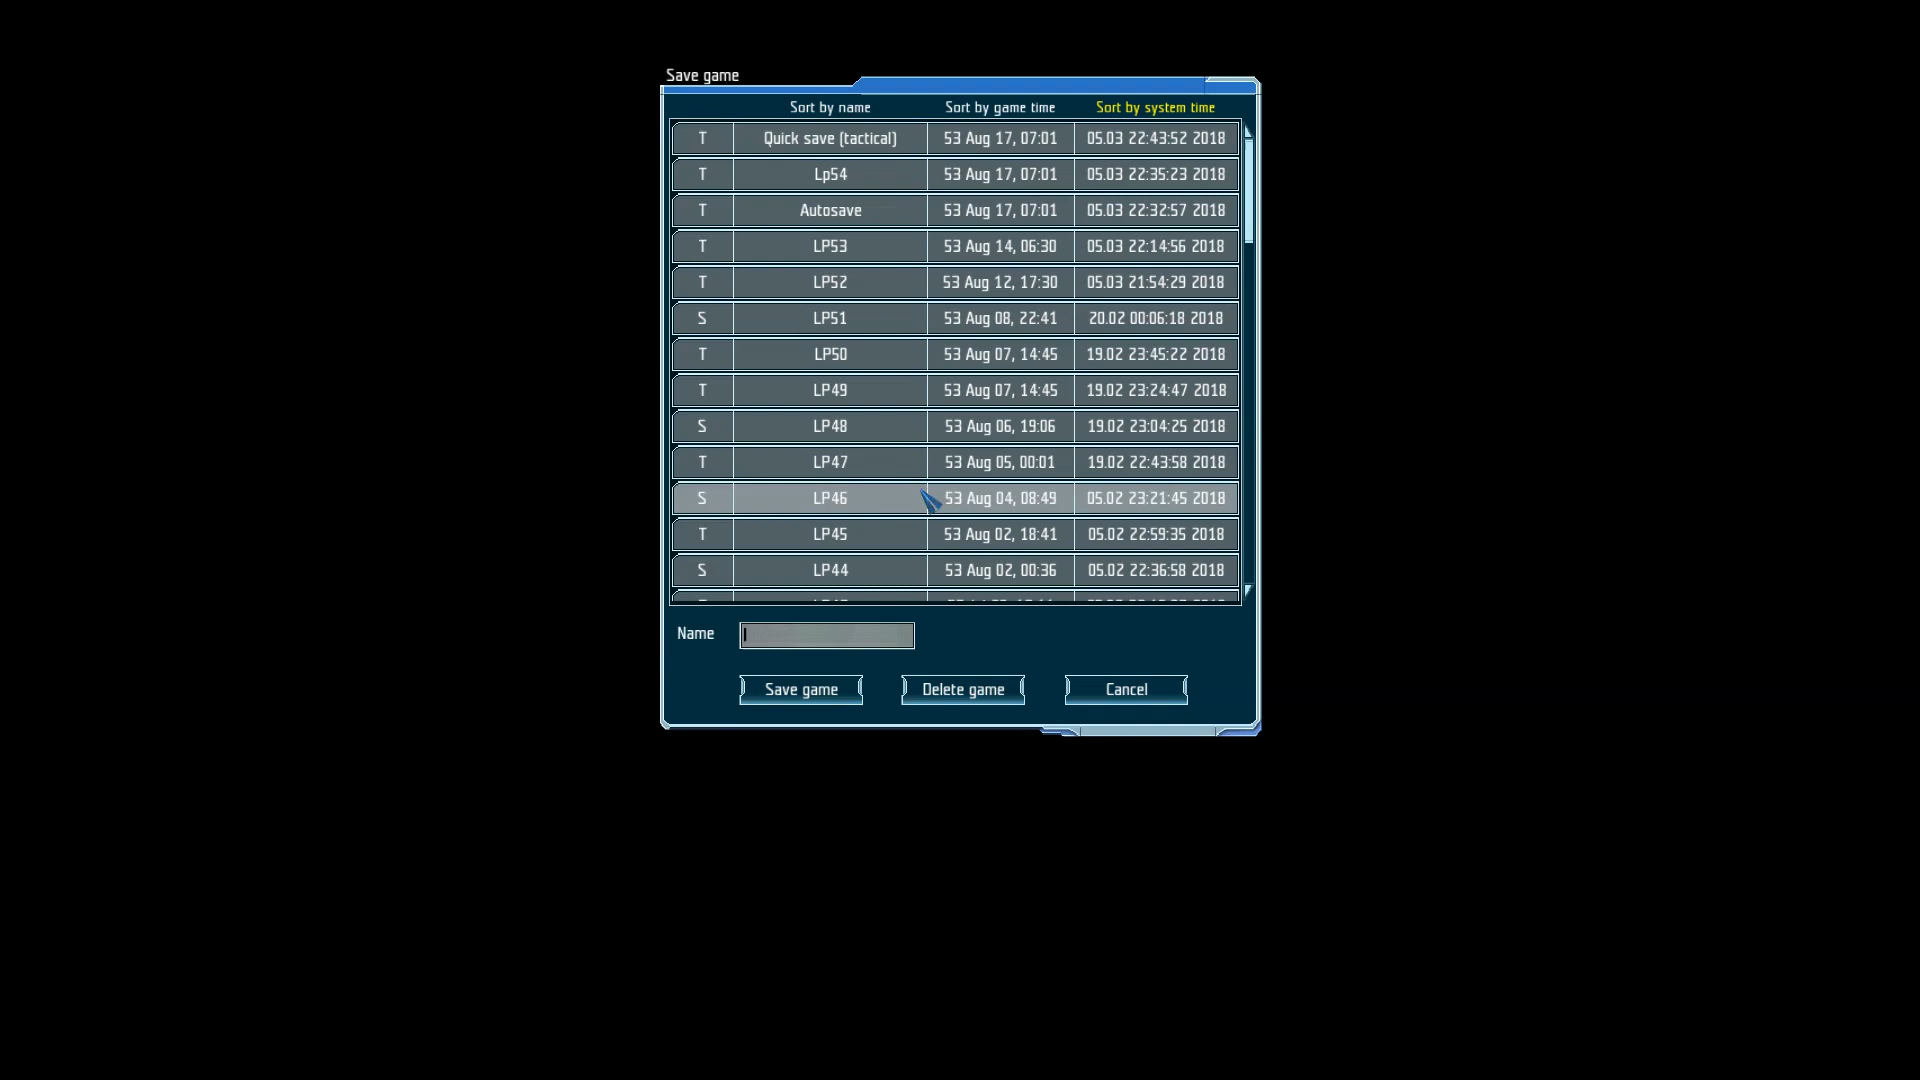 Save game
Sort by name Sort by game time Sort by system time
T Quick save (tactical) 53 Aug 17, 07:01 05.03 22:43:52 2018
T Lp54 53 Aug 17, 07:01 05.03 22:35:23 2018
T Autosave 53 Aug 17, 07:01 05.03 22:32:57 2018
T LP53 53 Aug 14, 06:30 05.03 22:14:56 2018
T LP52 53 Aug 12, 17:30 05.03 21:54:29 2018
S LP51 53 Aug 08, 22:41 20.02 00:06:18 2018
T LP50 53 Aug 07, 14:45 19.02 23:45:22 2018
T LP49 53 Aug 07, 14:45 19.02 23:24:47 2018
S LP48 53 Aug 06, 19:06 19.02 23:04:25 2018
T LP47 53 Aug 05, 00:01 19.02 22:43:58 2018
S LP46 53 Aug 04, 08:49 05.02 23:21:45 2018
T LP45 53 Aug 02, 18:41 05.02 22:59:35 2018
S LP44 53 Aug 02, 00:36 05.02 22:36:58 2018
Name
Save game Delete game Cancel